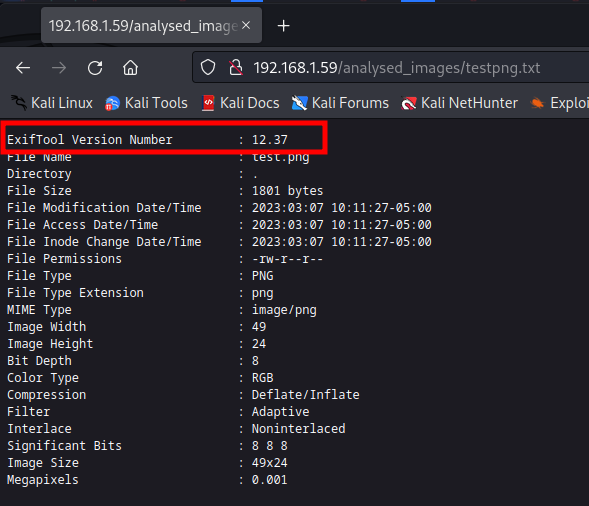 192.168.1.59/analysed_imag
192.168.1.59/analysed_images/testpng.txt
Kali Linux Kali Tools Kali Docs Kali Forums Kali NetHunter Exploi
ExifTool Version Number : 12.37
File Name : test.png
Directory : .
File Size : 1801 bytes
File Modification Date/Time : 2023:03:07 10:11:27-05:00
File Access Date/Time : 2023:03:07 10:11:27-05:00
File Inode Change Date/Time : 2023:03:07 10:11:27-05:00
File Permissions : -rw-r--r--
File Type : PNG
File Type Extension : png
MIME Type : image/png
Image Width : 49
Image Height : 24
Bit Depth : 8
Color Type : RGB
Compression : Deflate/Inflate
Filter : Adaptive
Interlace : Noninterlaced
Significant Bits : 8 8 8
Image Size : 49x24
Megapixels : 0.001